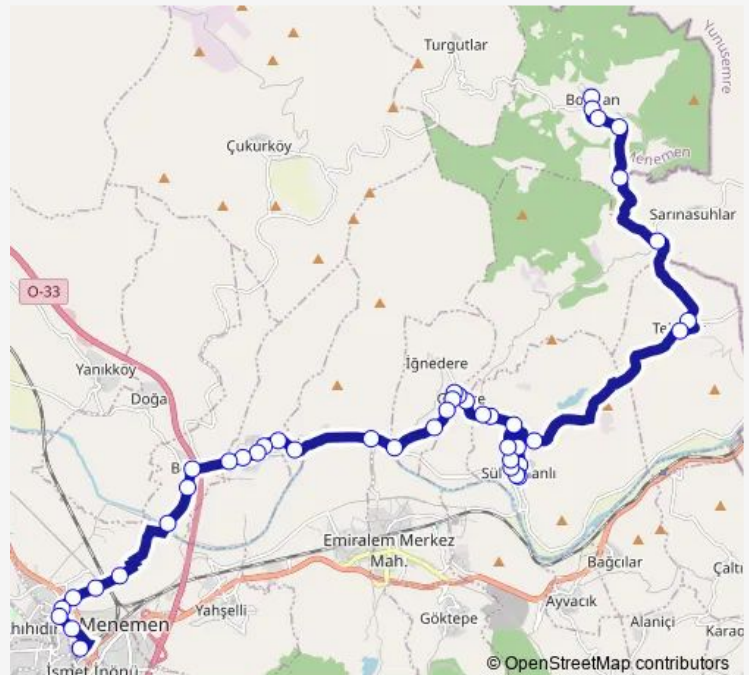 Yunusemre
Turgutlar
Çukurköy
Menemen
Sarınasuhlar
O-33
Yanıkköy
Doğa
İğnedere
Emiralem Merkez
Mah.
Bağcılar
Çaltı
Yahşelli
Göktepe
Ayvacık
Alaniçi
Menemen
İsmet İnönü
© OpenStreetMap contributors